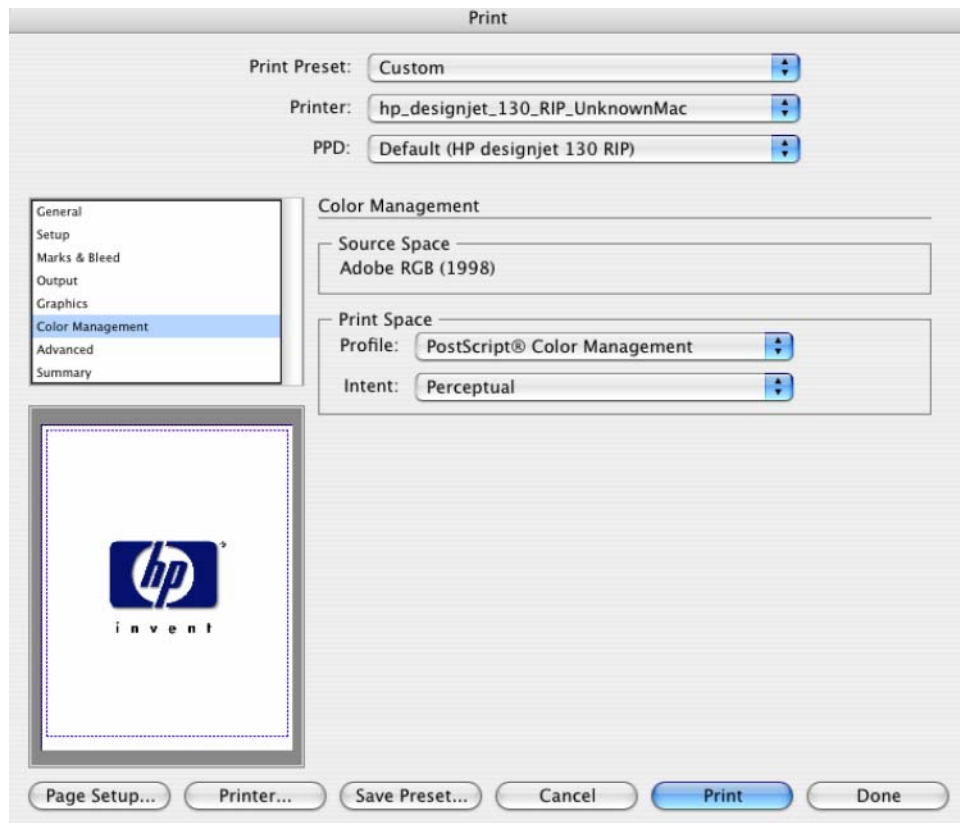 Print
Print Preset: Custom
Printer: hp_designjet_130_RIP_UnknownMac
PPD: Default (HP designjet 130 RIP)
General
Setup
Marks & Bleed
Output
Graphics
Color Management
Advanced
Summary
Color Management
Source Space
Adobe RGB (1998)
Print Space
Profile: PostScript® Color Management
Intent: Perceptual
hp
invent
Page Setup... Printer... Save Preset... Cancel Print Done